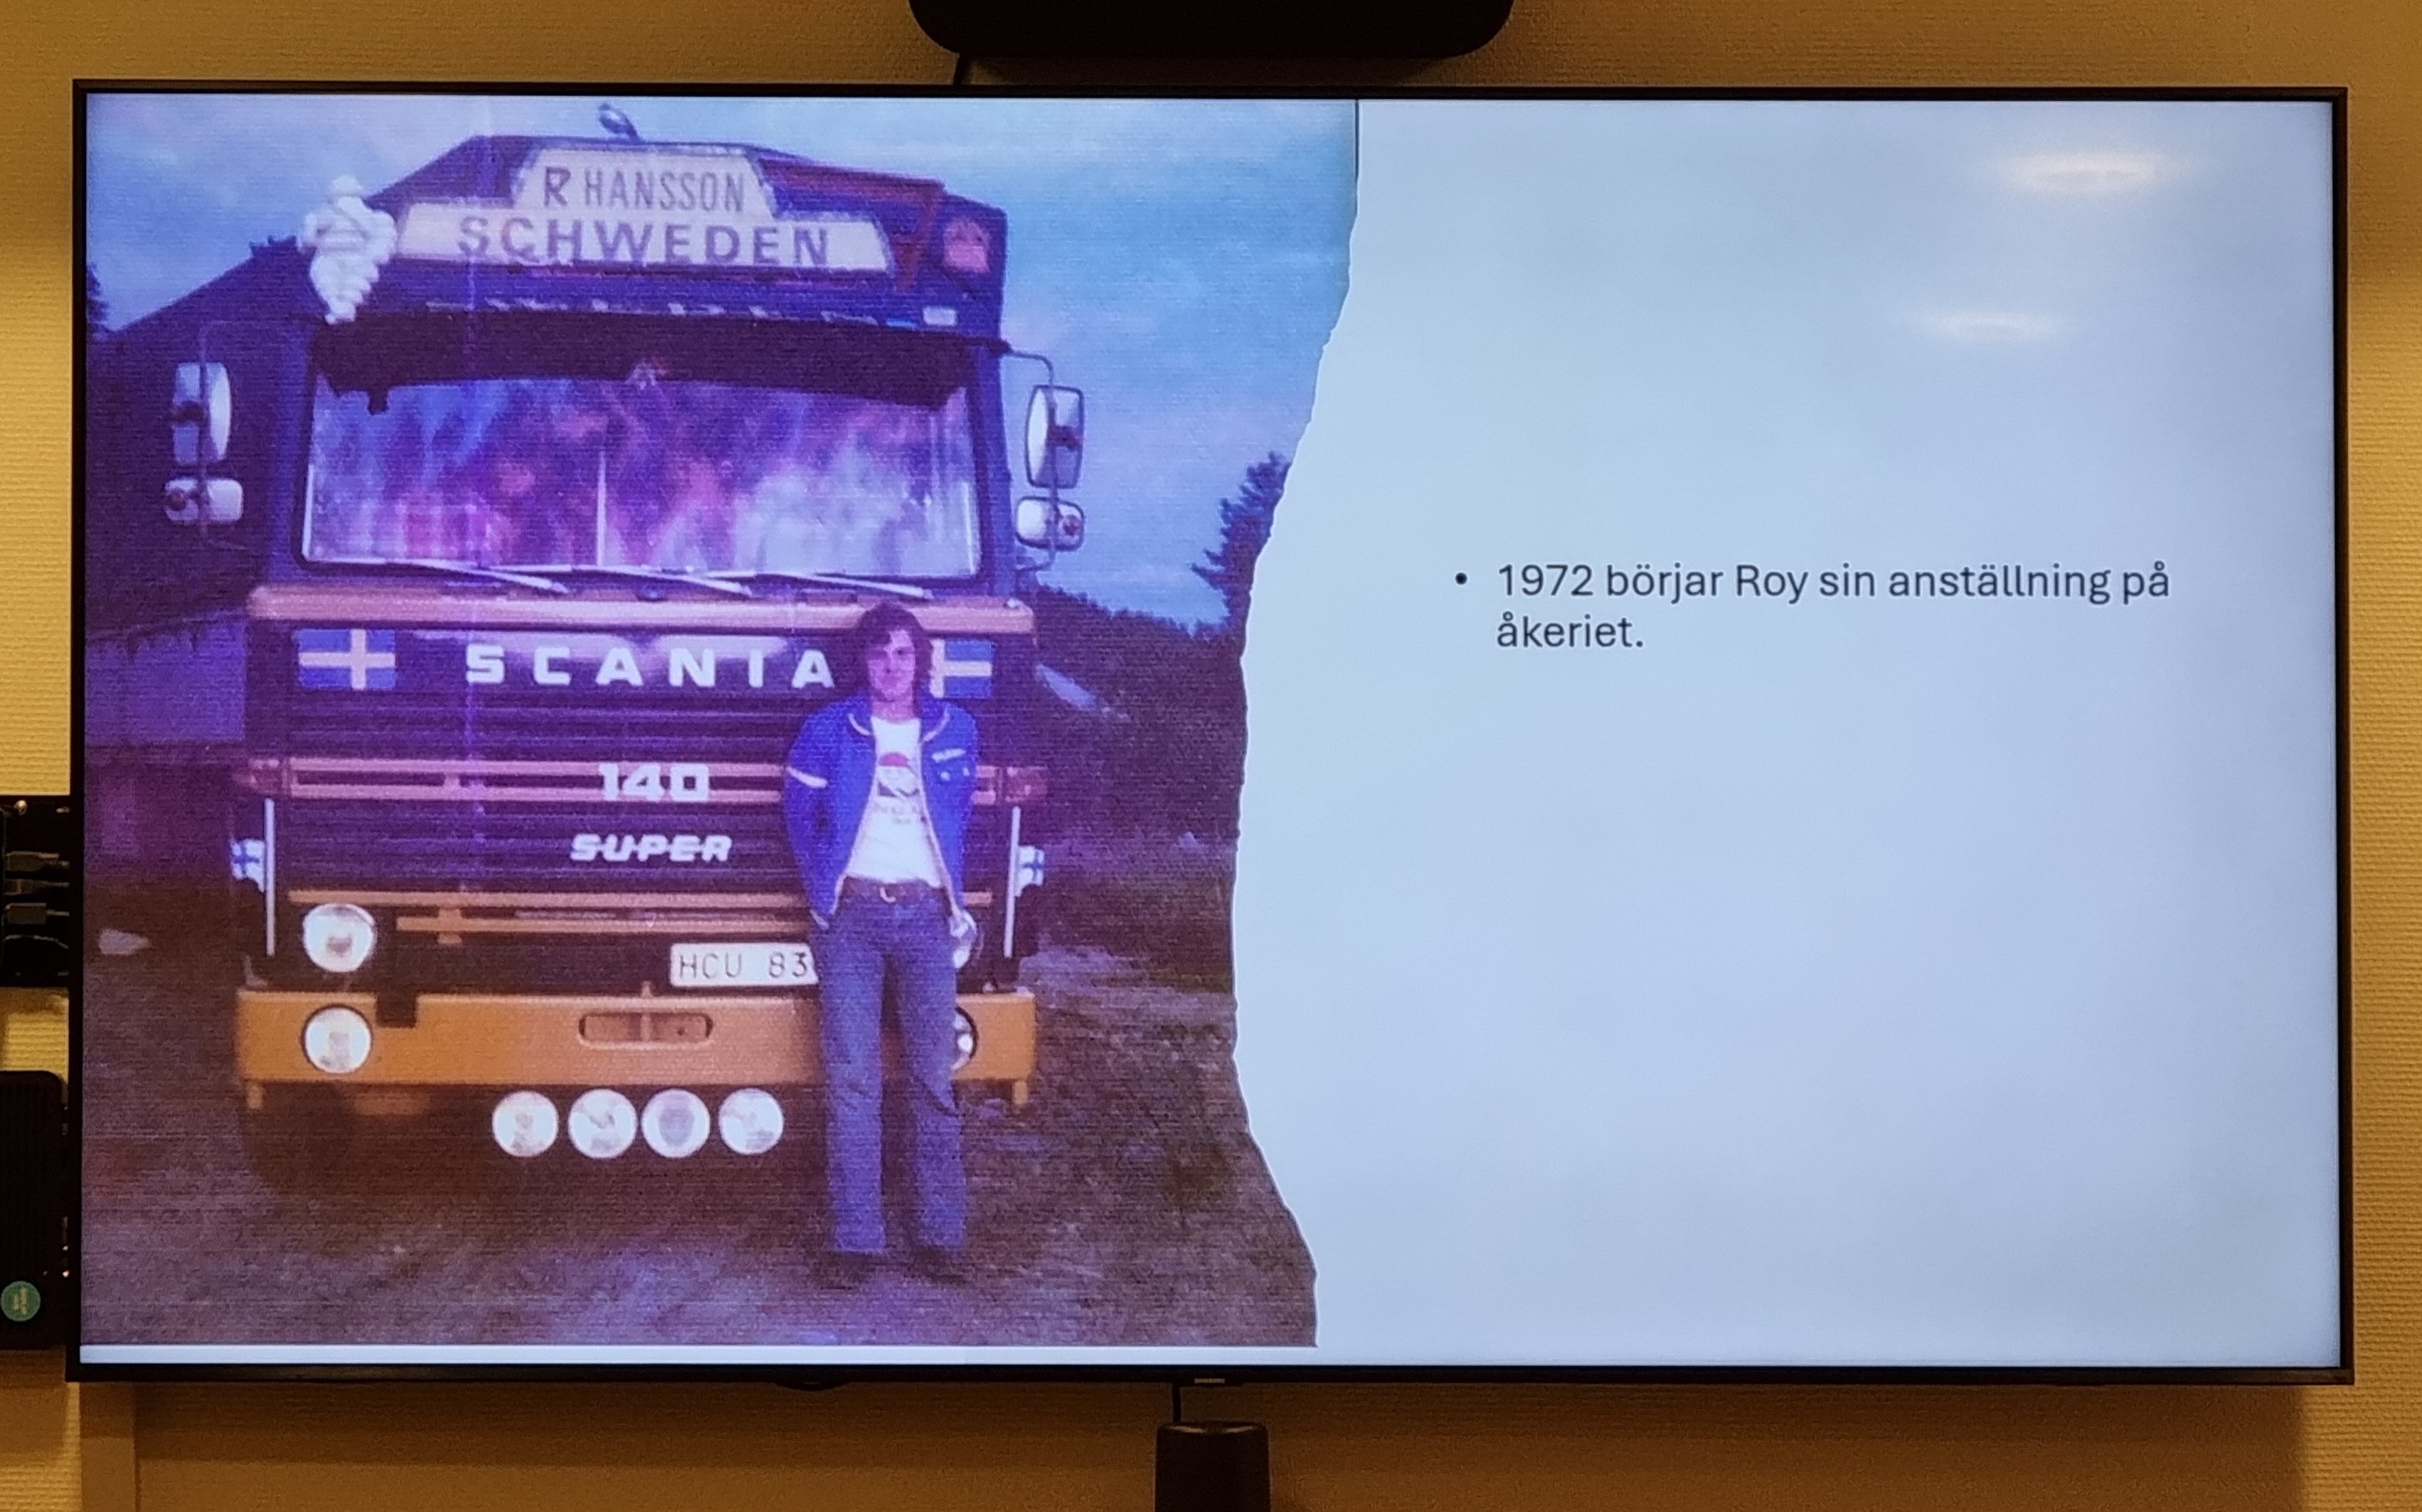 R HANSSON
SCHWEDEN
SCANIA
140
SUPER
HCU 83
• 1972 börjar Roy sin anställning på
åkeriet.